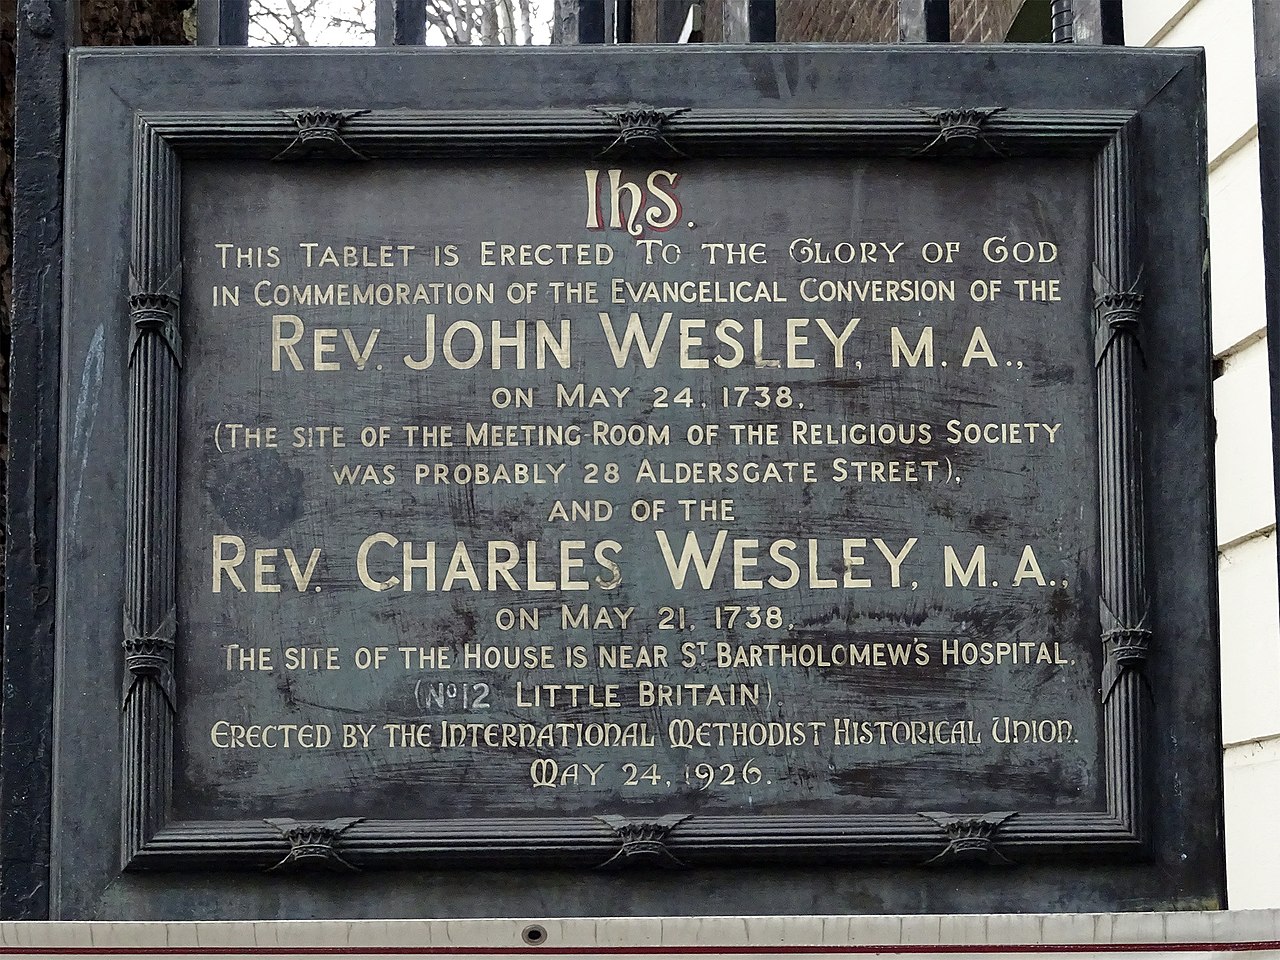 IhS.
THIS TABLET IS ERECTED TO THE GLORY OF GOD
IN COMMEMORATION OF THE EVANGELICAL CONVERSION OF THE
REV. JOHN WESLEY, M.A.,
ON MAY 24, 1738,
(THE SITE OF THE MEETING-ROOM OF THE RELIGIOUS SOCIETY
WAS PROBABLY 28 ALDERSGATE STREET),
AND OF THE
REV. CHARLES WESLEY, M.A.,
ON MAY 21, 1738,
THE SITE OF THE HOUSE IS NEAR ST BARTHOLOMEW'S HOSPITAL.
(No 12 LITTLE BRITAIN).
ERECTED BY THE INTERNATIONAL METHODIST HISTORICAL UNION.
MAY 24, 1926.